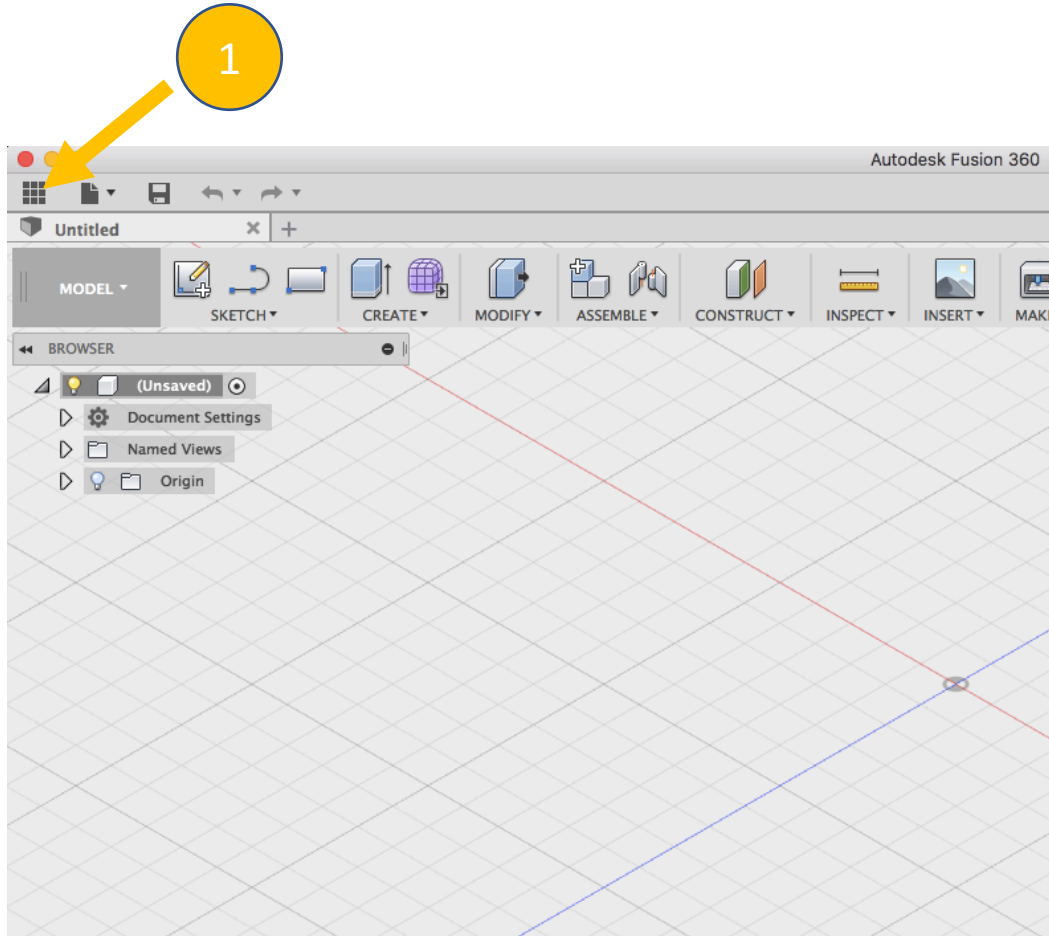 1
Autodesk Fusion 360
Untitled
MODEL
SKETCH CREATE MODIFY ASSEMBLE CONSTRUCT INSPECT INSERT MAKE
BROWSER
(Unsaved)
Document Settings
Named Views
Origin